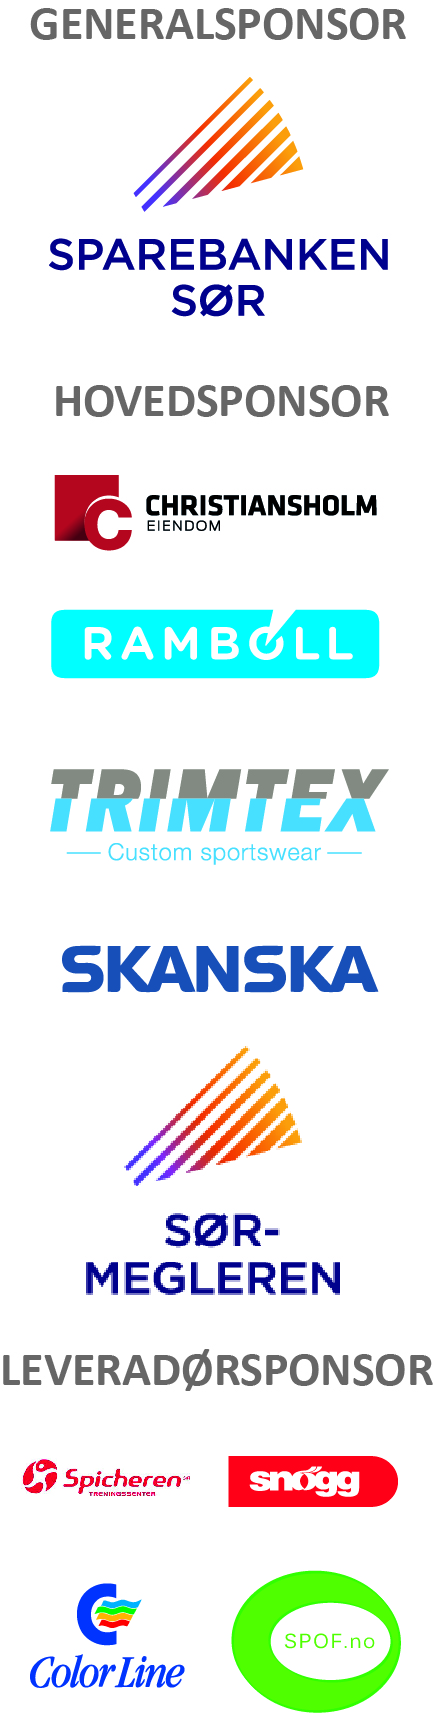 GENERALSPONSOR
SPAREBANKEN
SØR
HOVEDSPONSOR
CHRISTIANSHOLM
EIENDOM
RAMBØLL
TRIMTEX
Custom sportswear
SKANSKA
SØR-
MEGLEREN
LEVERADØRSPONSOR
Spicheren
TRENINGSSENTER
snøgg
Color Line
SPOF.no